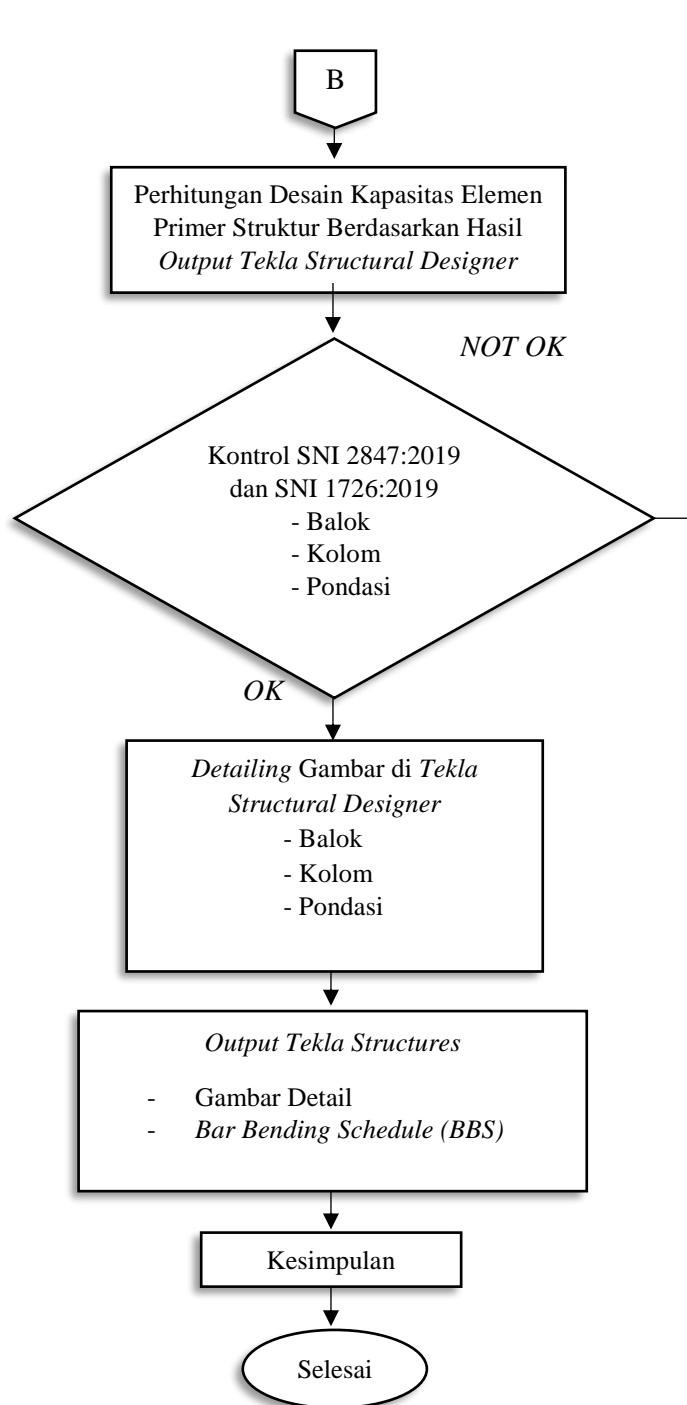 B
Perhitungan Desain Kapasitas Elemen
Primer Struktur Berdasarkan Hasil
Output Tekla Structural Designer
NOT OK
Kontrol SNI 2847:2019
dan SNI 1726:2019
- Balok
- Kolom
- Pondasi
OK
Detailing Gambar di Tekla
Structural Designer
- Balok
- Kolom
- Pondasi
Output Tekla Structures
- Gambar Detail
- Bar Bending Schedule (BBS)
Kesimpulan
Selesai